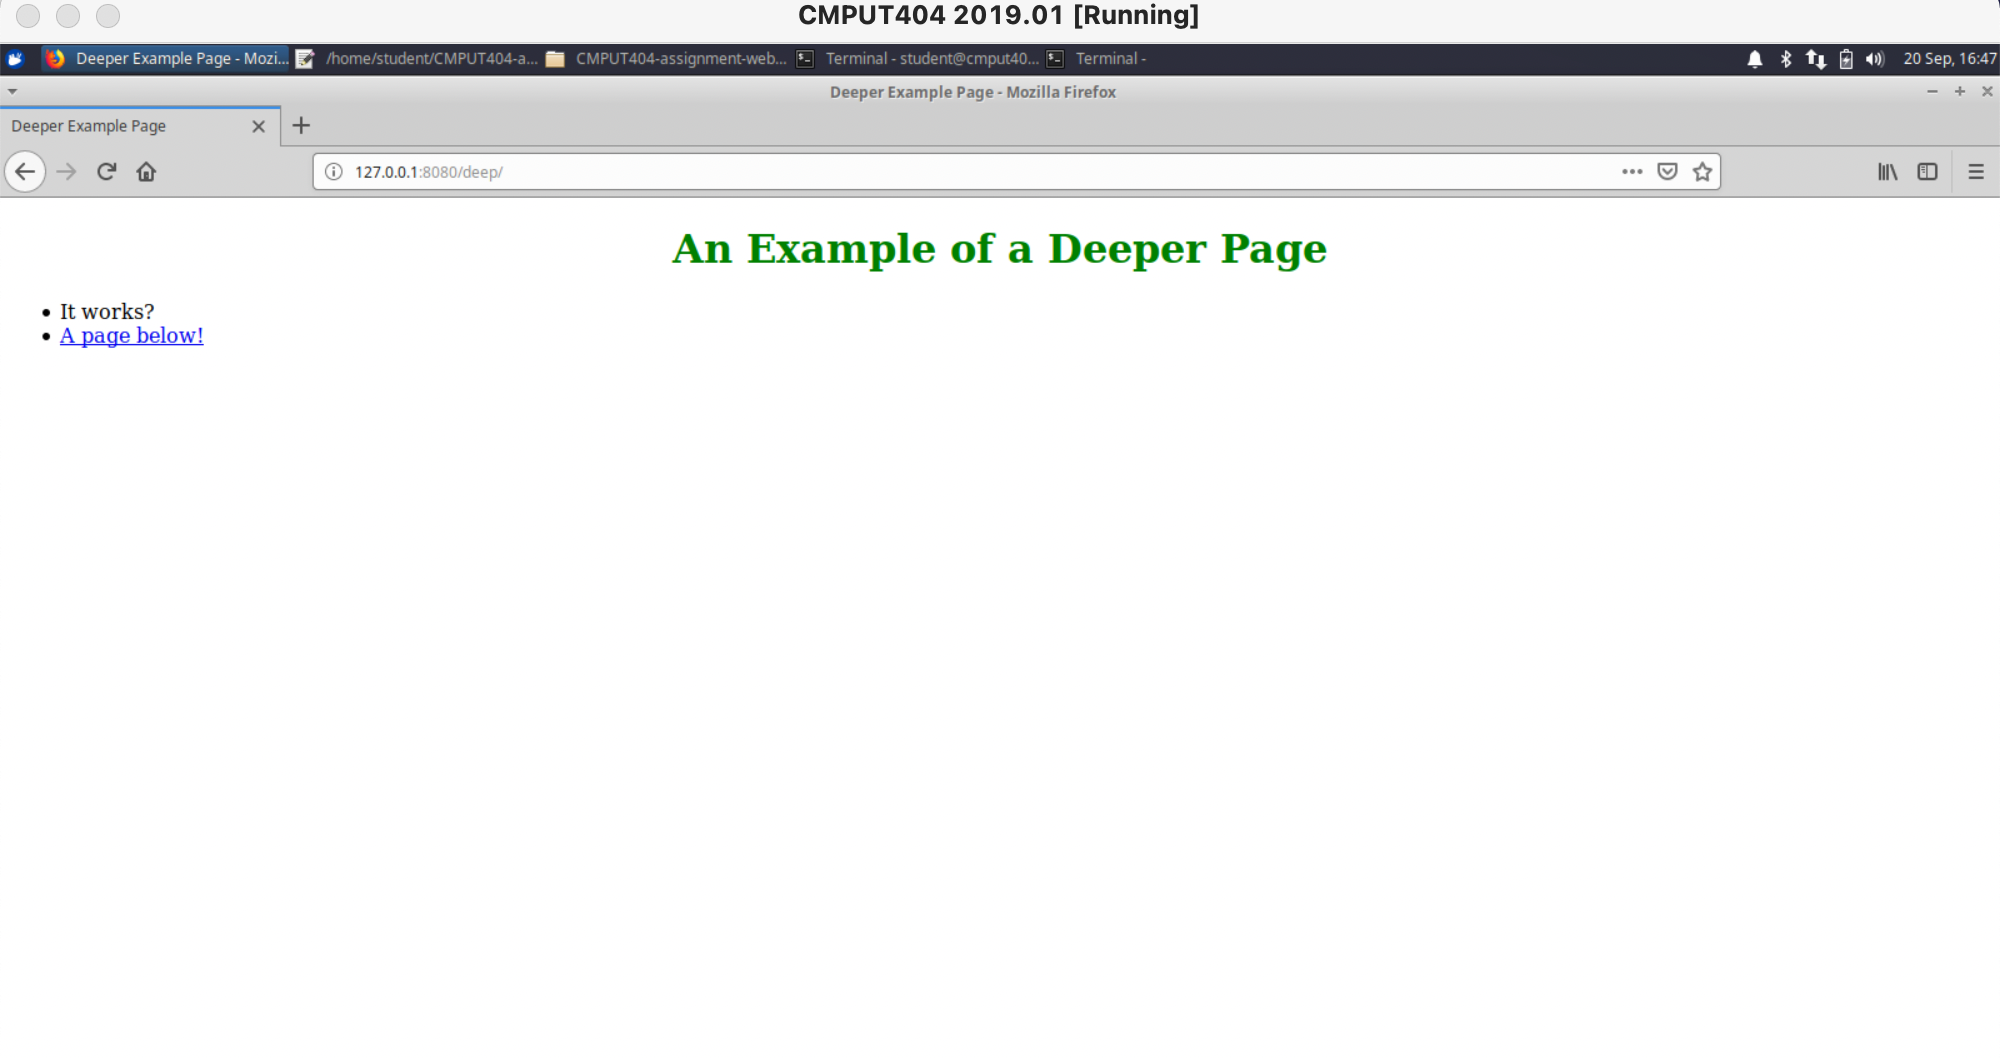 CMPUT404 2019.01 [Running]
Deeper Example Page - Mozi... /home/student/CMPUT404-a... CMPUT404-assignment-web... Terminal - student@cmput40... Terminal - 20 Sep, 16:47
Deeper Example Page - Mozilla Firefox
Deeper Example Page
127.0.0.1:8080/deep/
An Example of a Deeper Page
• It works?
• A page below!